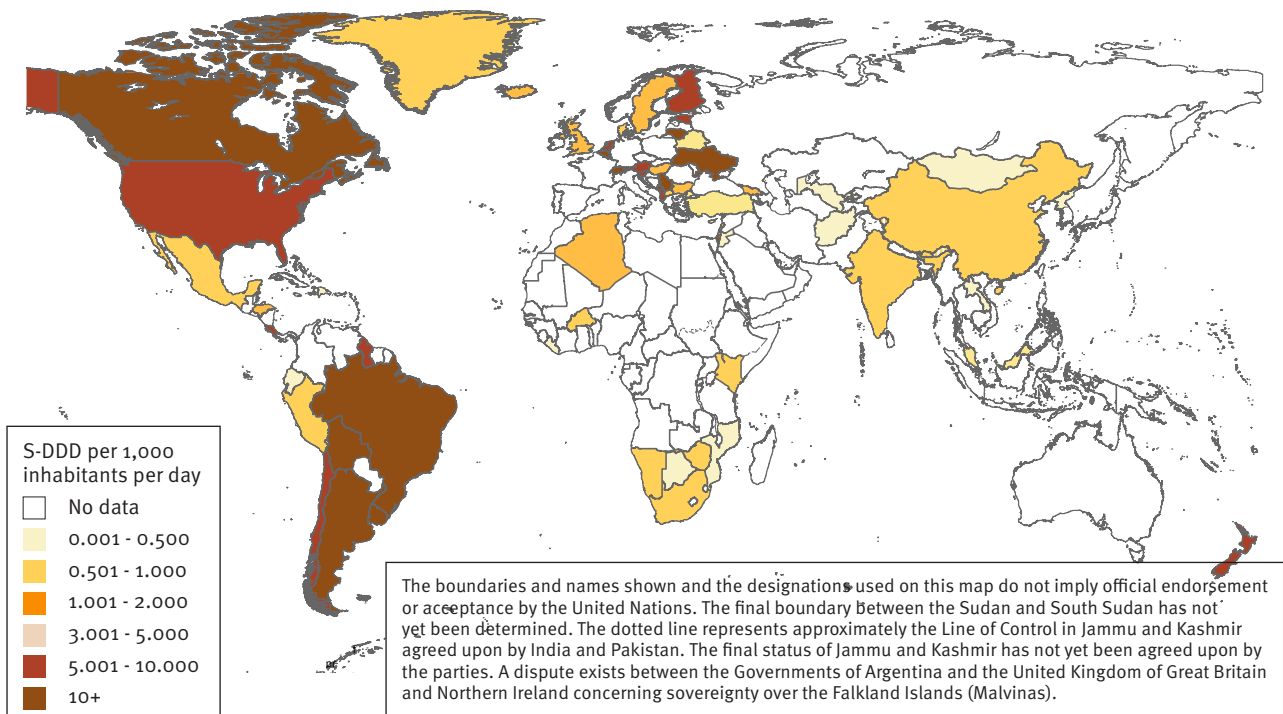 S-DDD per 1,000
inhabitants per day
No data
0.001 - 0.500
0.501 - 1.000
1.001 - 2.000
3.001 - 5.000
5.001 - 10.000
10+
The boundaries and names shown and the designations used on this map do not imply official endorsement
or acceptance by the United Nations. The final boundary between the Sudan and South Sudan has not
yet been determined. The dotted line represents approximately the Line of Control in Jammu and Kashmir
agreed upon by India and Pakistan. The final status of Jammu and Kashmir has not yet been agreed upon by
the parties. A dispute exists between the Governments of Argentina and the United Kingdom of Great Britain
and Northern Ireland concerning sovereignty over the Falkland Islands (Malvinas).